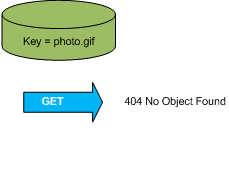 Key = photo.gif
GET
404 No Object Found